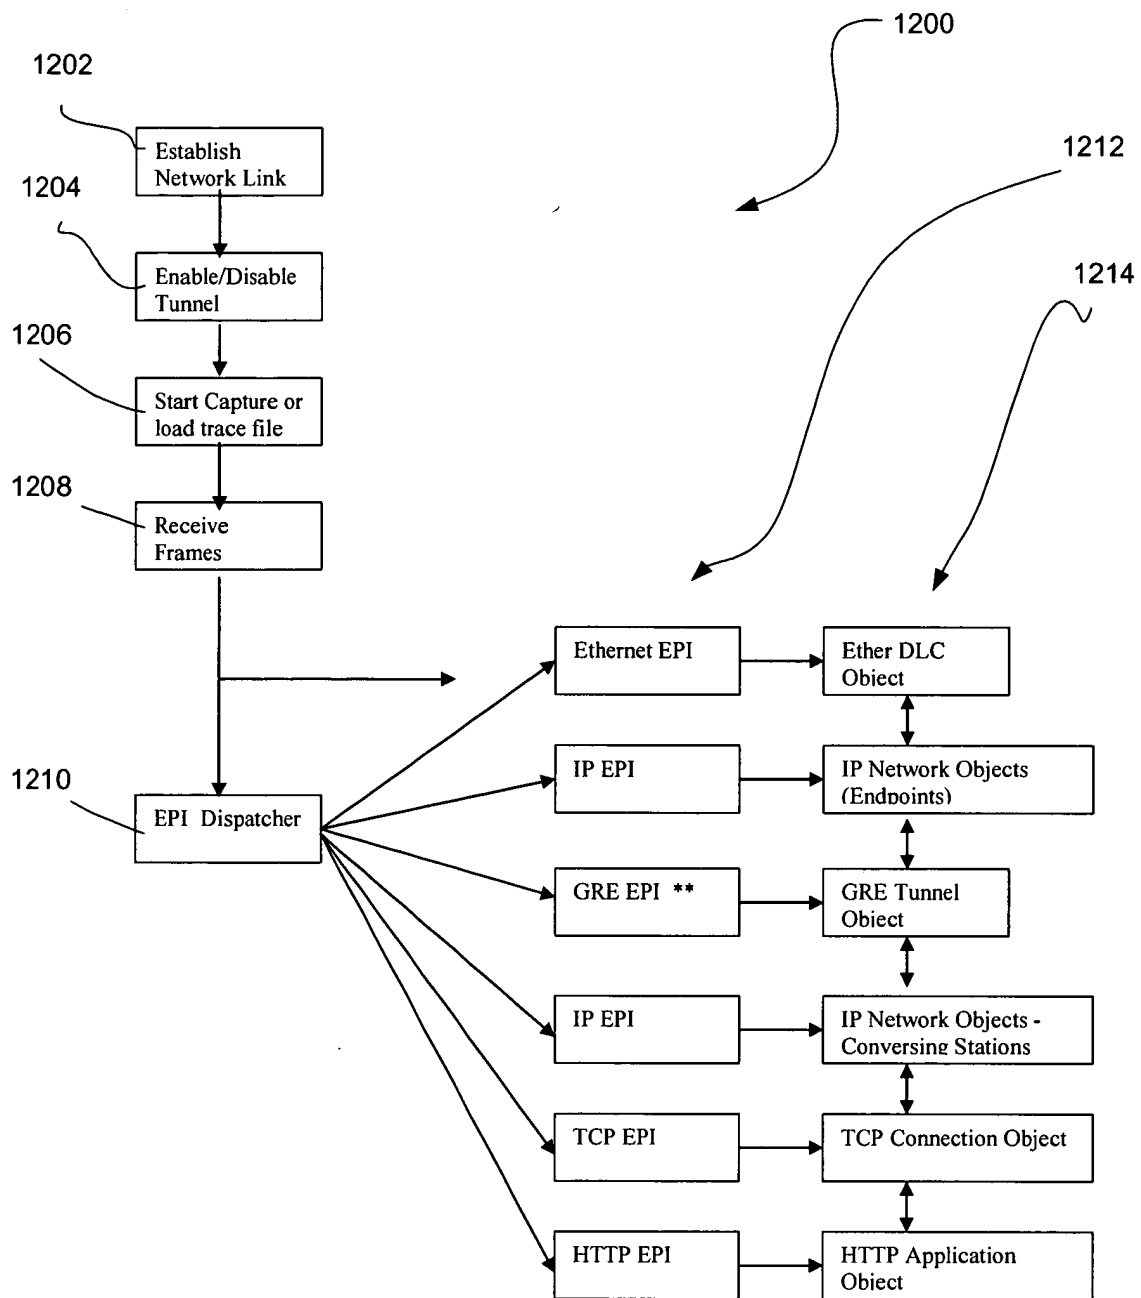 1200
1202
Establish
Network Link
1212
1204
Enable/Disable
Tunnel
1214
1206
Start Capture or
load trace file
1208
Receive
Frames
Ethernet EPI
Ether DLC
Object
IP EPI
IP Network Objects
(Endpoints)
1210
EPI Dispatcher
GRE EPI **
GRE Tunnel
Object
IP EPI
IP Network Objects -
Conversing Stations
TCP EPI
TCP Connection Object
HTTP EPI
HTTP Application
Object